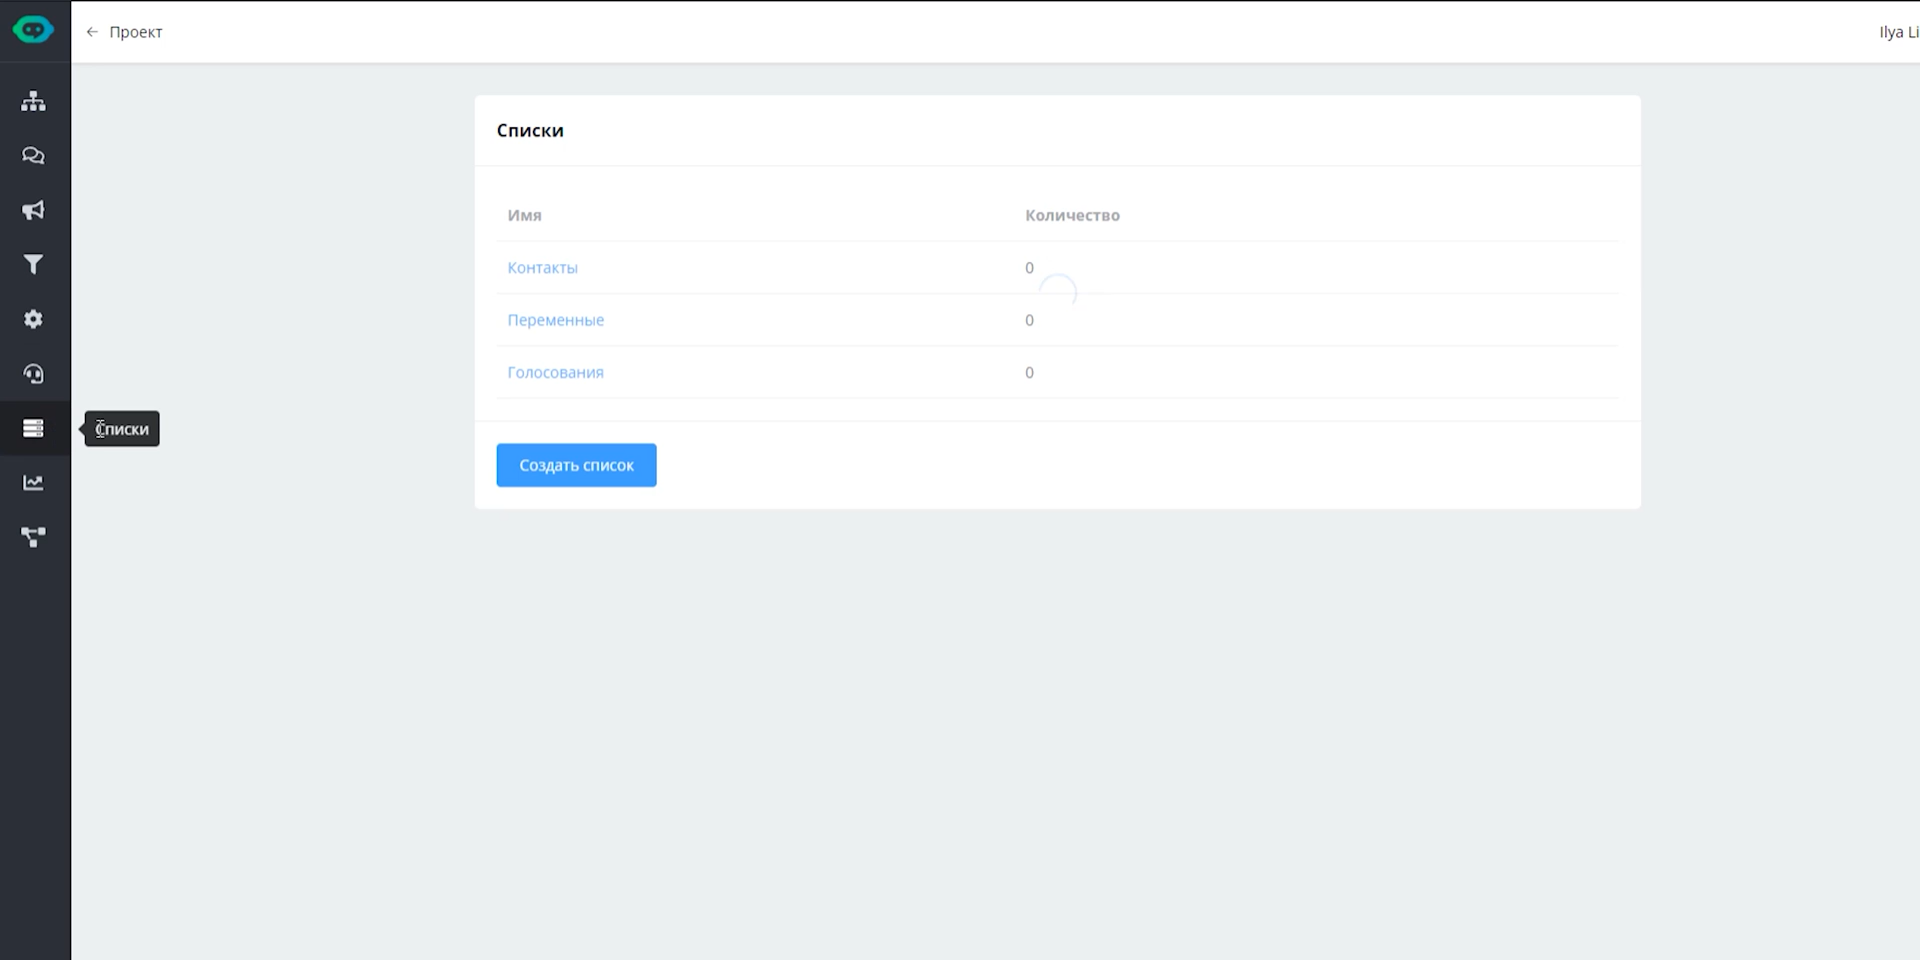 ← Проект
Ilya Li
Списки
Имя Количество
Контакты 0
Переменные 0
Голосования 0
Списки
Создать список